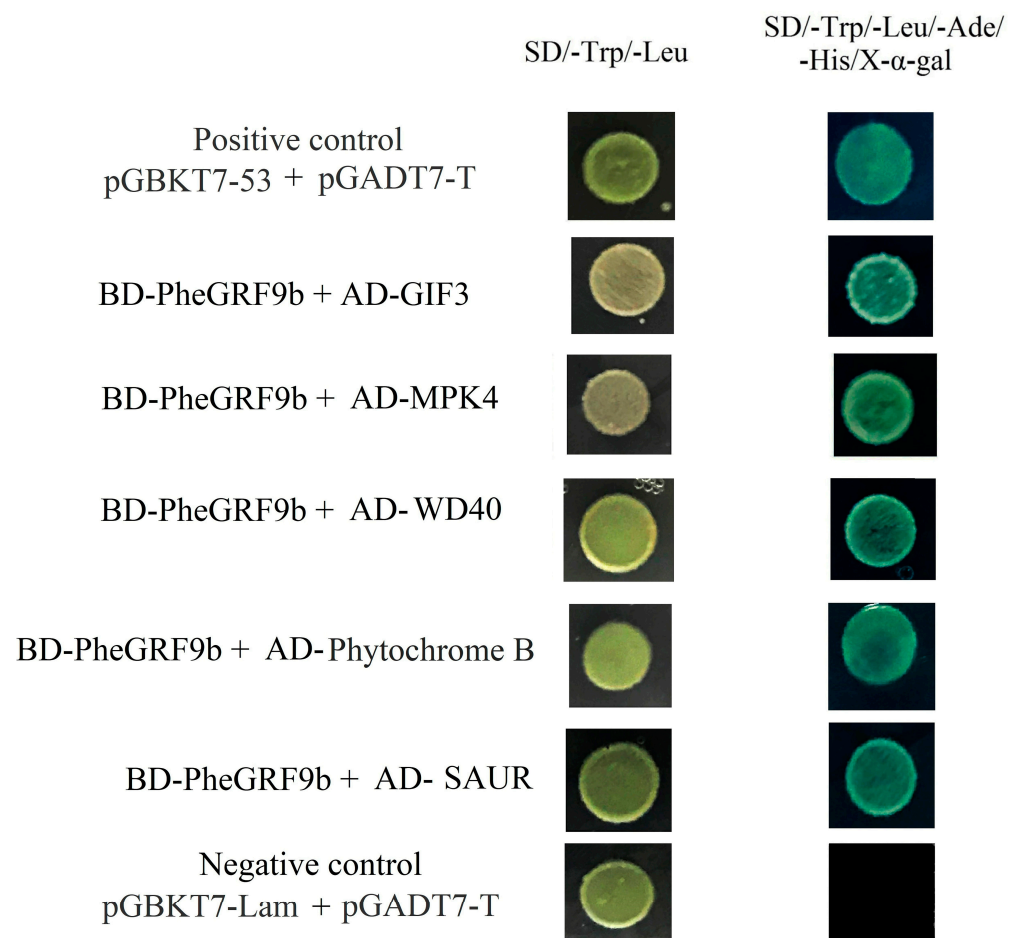 SD/-Trp/-Leu
SD/-Trp/-Leu/-Ade/
-His/X-α-gal
Positive control
pGBKT7-53 + pGADT7-T
BD-PheGRF9b + AD-GIF3
BD-PheGRF9b + AD-MPK4
BD-PheGRF9b + AD-WD40
BD-PheGRF9b + AD-Phytochrome B
BD-PheGRF9b + AD- SAUR
Negative control
pGBKT7-Lam + pGADT7-T